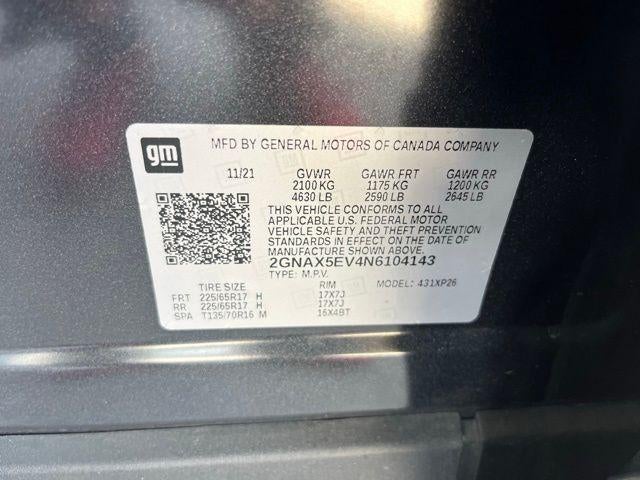 gm
MFD BY GENERAL MOTORS OF CANADA COMPANY
11/21 GVWR GAWR FRT GAWR RR
2100 KG 1175 KG 1200 KG
4630 LB 2590 LB 2645 LB
THIS VEHICLE CONFORMS TO ALL
APPLICABLE U.S. FEDERAL MOTOR
VEHICLE SAFETY AND THEFT PREVENTION
STANDARDS IN EFFECT ON THE DATE OF
MANUFACTURE SHOWN ABOVE.
2GNAX5EV4N6104143
TYPE: M.P.V. MODEL: 431XP26
TIRE SIZE RIM
FRT 225/65R17 H 17X7J
RR 225/65R17 H 17X7J
SPA T135/70R16 M 16X4BT